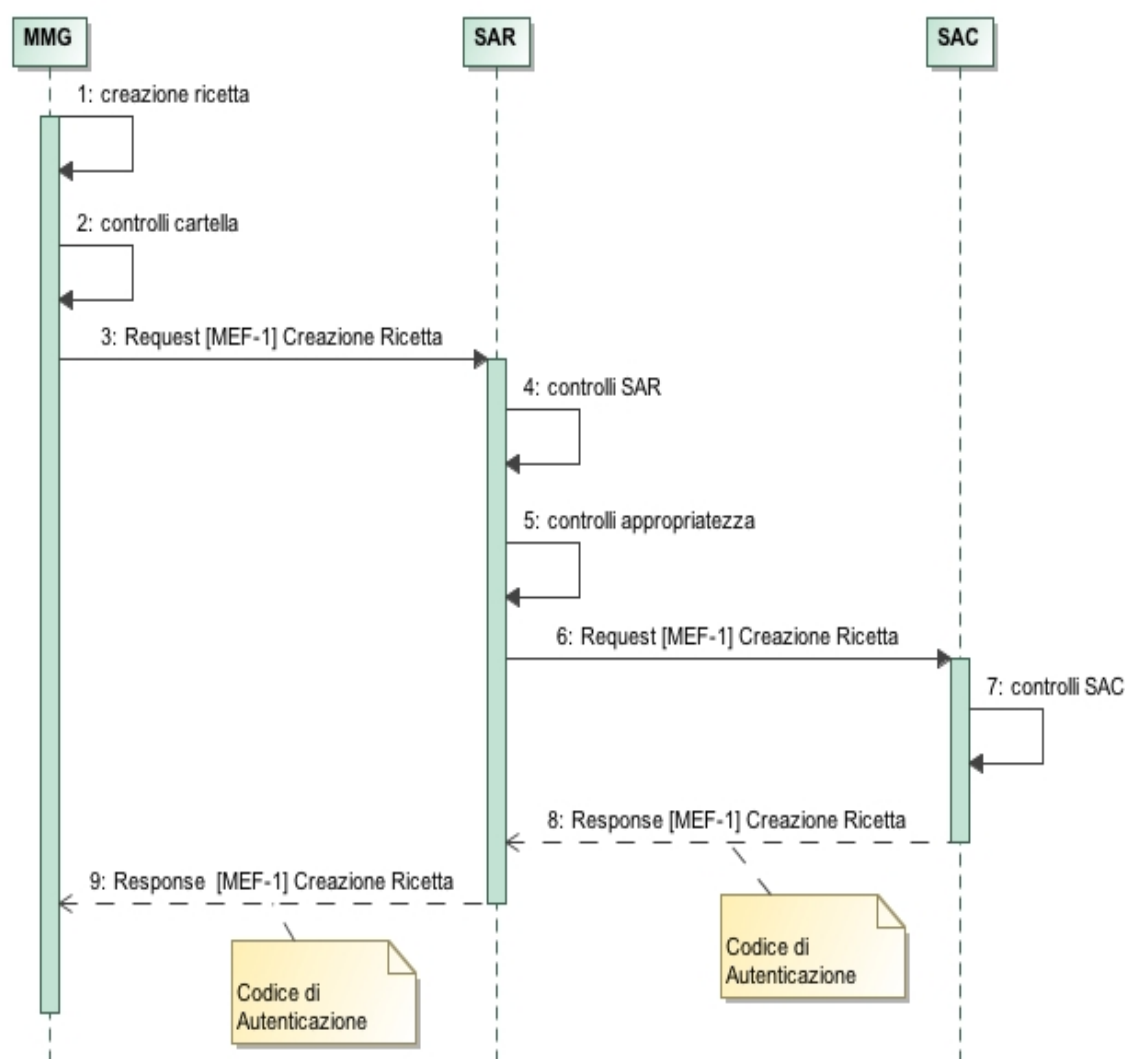 MMG
SAR
SAC
1: creazione ricetta
2: controlli cartella
3: Request [MEF-1] Creazione Ricetta
4: controlli SAR
5: controlli appropriatezza
6: Request [MEF-1] Creazione Ricetta
7: controlli SAC
8: Response [MEF-1] Creazione Ricetta
9: Response [MEF-1] Creazione Ricetta
Codice di
Autenticazione
Codice di
Autenticazione